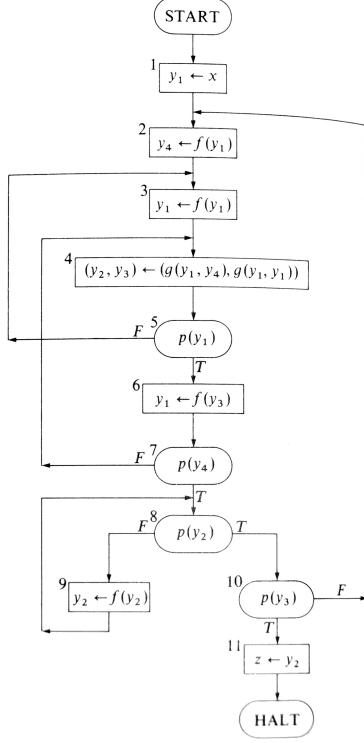 START
1
y₁ ← x
2
y₄ ← f(y₁)
3
y₁ ← f(y₁)
4
(y₂, y₃) ← (g(y₁, y₄), g(y₁, y₁))
F
5
p(y₁)
T
6
y₁ ← f(y₃)
F
7
p(y₄)
T
F
8
p(y₂)
T
9
y₂ ← f(y₂)
10
p(y₃)
F
T
11
z ← y₂
HALT